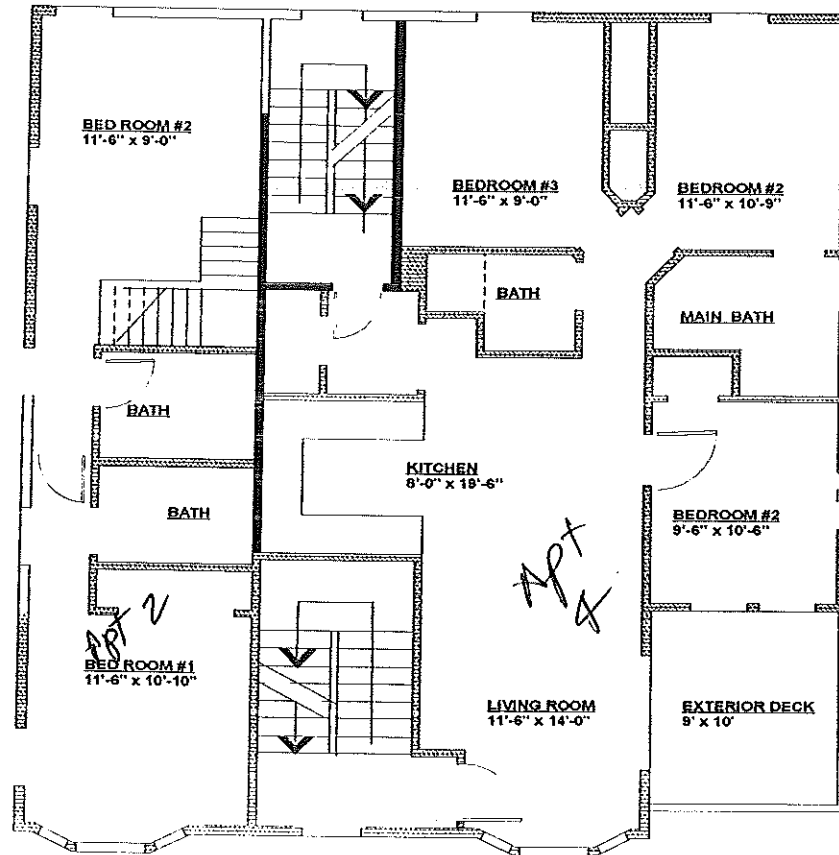 BED ROOM #2
11'-6" x 9'-0"
BEDROOM #3
11'-6" x 9'-0"
BEDROOM #2
11'-6" x 10'-9"
BATH
MAIN BATH
BATH
KITCHEN
8'-0" x 19'-6"
BATH
BEDROOM #2
9'-6" x 10'-6"
Apt 4
Apt 2
BED ROOM #1
11'-6" x 10'-10"
LIVING ROOM
11'-6" x 14'-0"
EXTERIOR DECK
9' x 10'